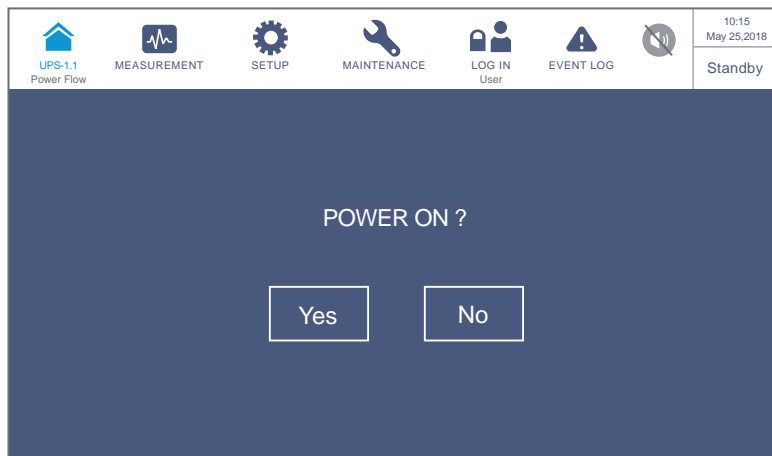 UPS-1.1
Power Flow
MEASUREMENT
SETUP
MAINTENANCE
LOG IN
User
EVENT LOG
10:15
May 25,2018
Standby
POWER ON ?
Yes
No